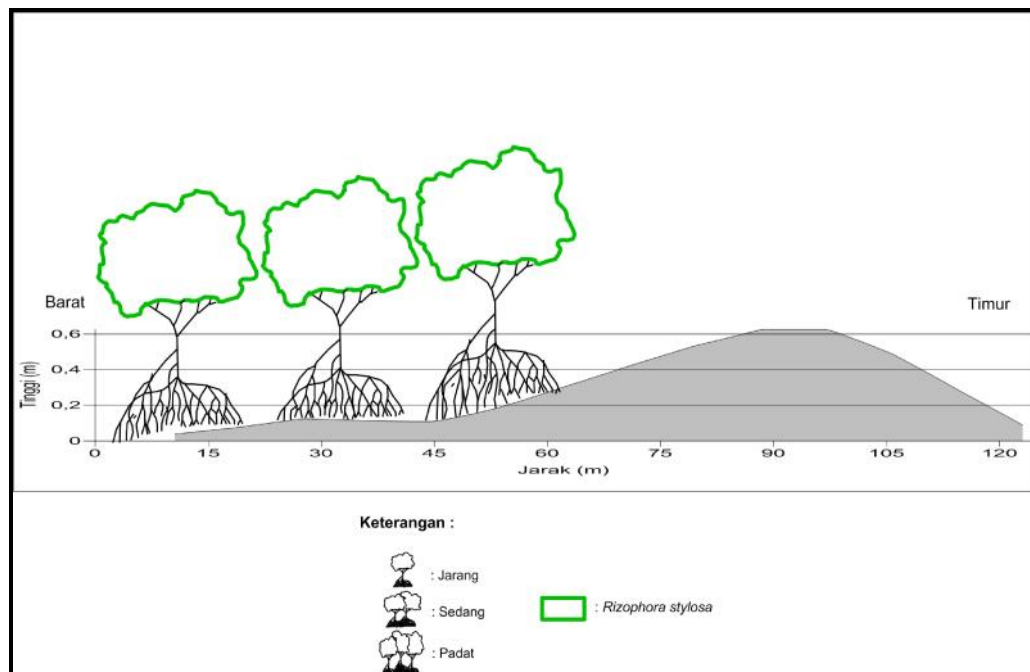 Barat
Timur
Tinggi (m)
0,6
0,4
0,2
0
0 15 30 45 60 75 90 105 120
Jarak (m)
Keterangan :
: Jarang
: Sedang
: Rizophora stylosa
: Padat